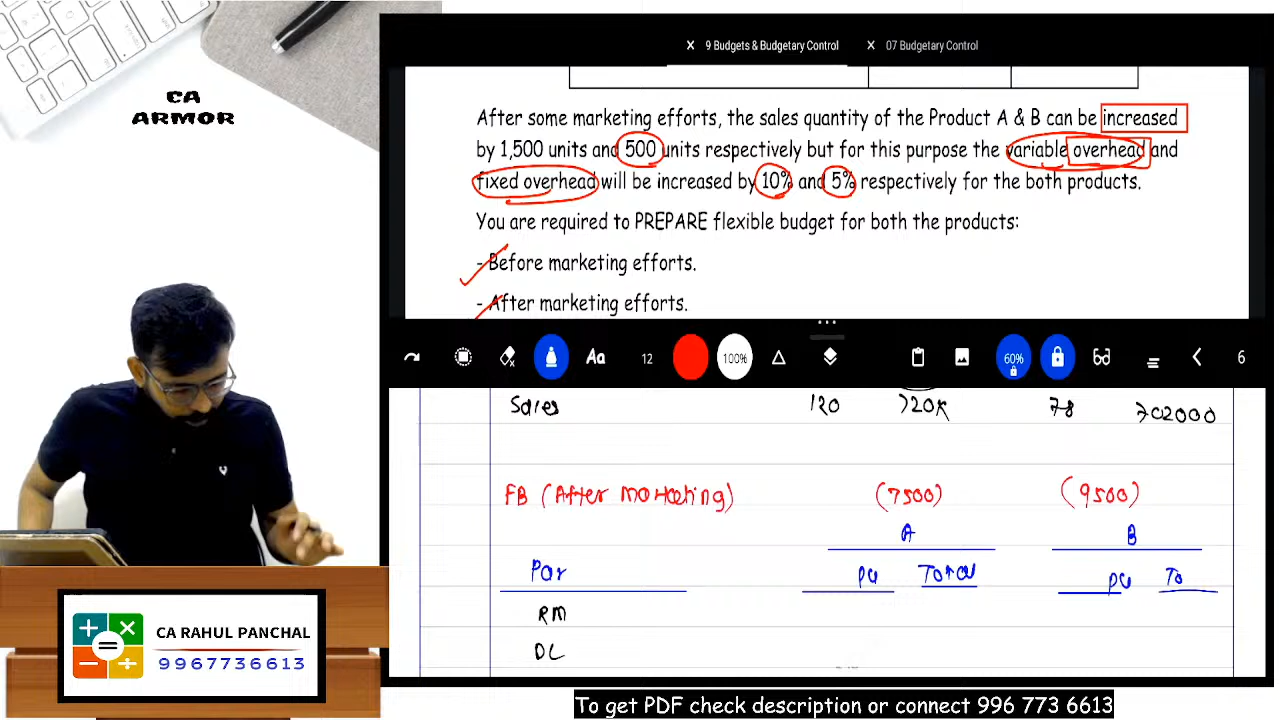 CA
ARMOR
9 Budgets & Budgetary Control
07 Budgetary Control
After some marketing efforts, the sales quantity of the Product A & B can be increased
by 1,500 units and 500 units respectively but for this purpose the variable overhead and
fixed overhead will be increased by 10% and 5% respectively for the both products.
You are required to PREPARE flexible budget for both the products:
- Before marketing efforts.
- After marketing efforts.
Aa
12
100%
60%
6
Sales 120 720K 78 702000
FB (After Marketing) (7500) (9500)
A B
Par PU Total PU To
RM
DL
CA RAHUL PANCHAL
9967736613
To get PDF check description or connect 996 773 6613